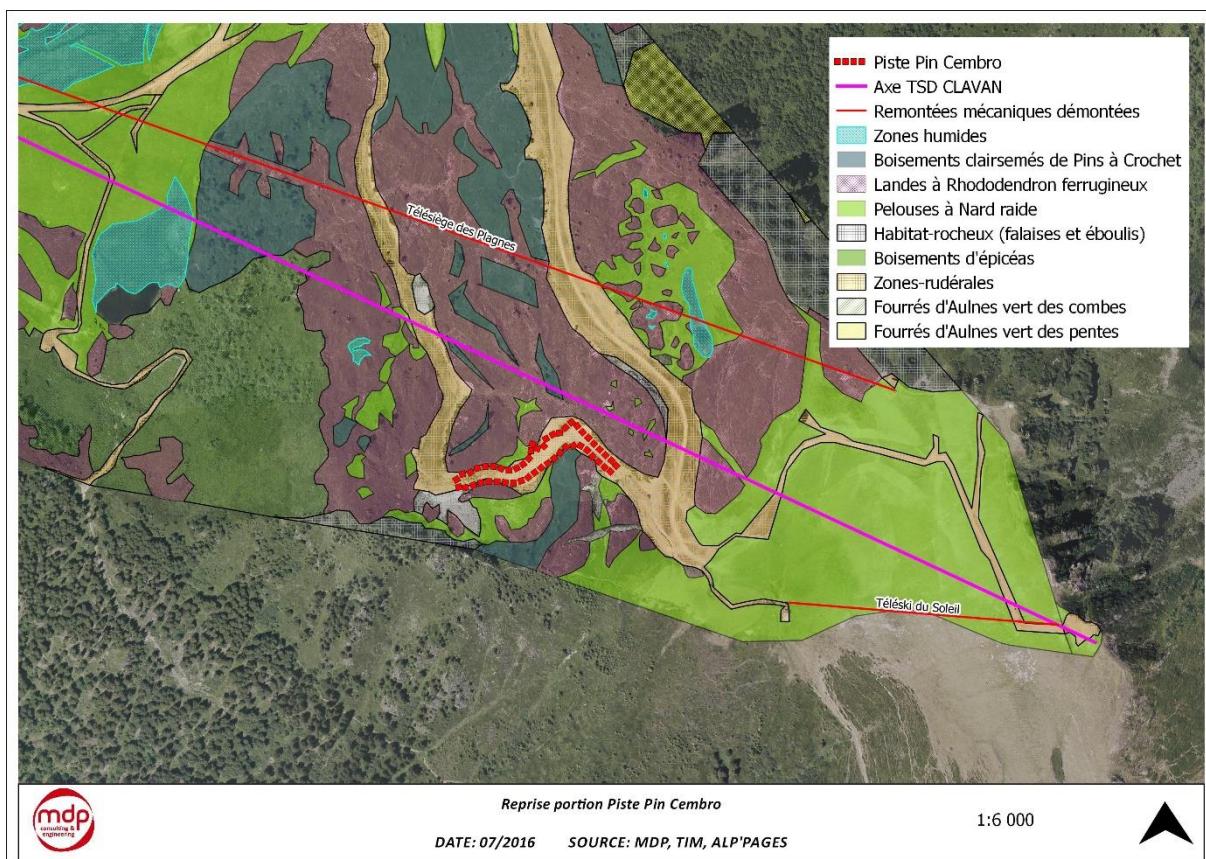 Piste Pin Cembro
Axe TSD CLAVAN
Remontées mécaniques démontées
Zones humides
Boisements clairsemés de Pins à Crochet
Landes à Rhododendron ferrugineux
Pelouses à Nard raide
Habitat-rocheux (falaises et éboulis)
Boisements d'épicéas
Zones-rudérales
Fourrés d'Aulnes vert des combes
Fourrés d'Aulnes vert des pentes
Télésiège des Plagnes
Téléski du Soleil
mdp
consulting &
engineering
Reprise portion Piste Pin Cembro
DATE: 07/2016 SOURCE: MDP, TIM, ALP'PAGES
1:6 000